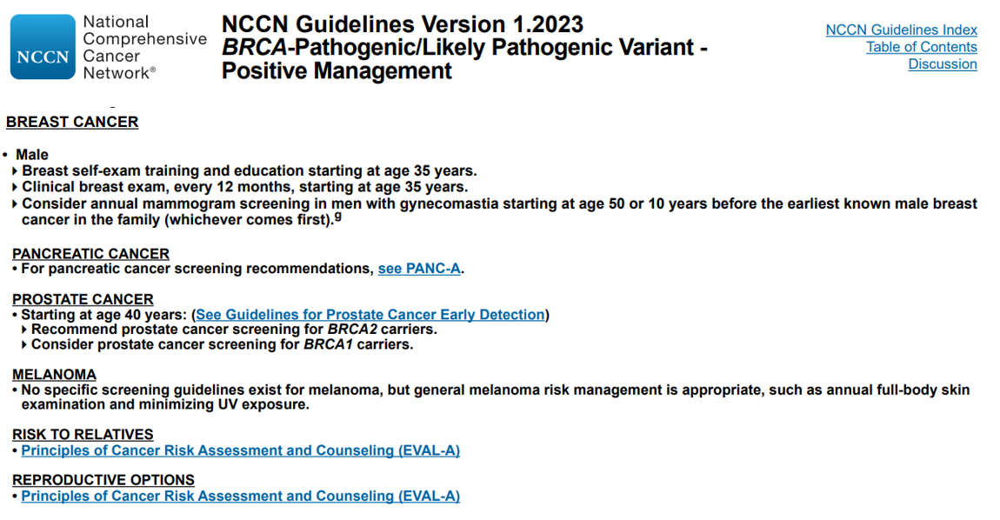 National
Comprehensive
NCCN Cancer
Network®
NCCN Guidelines Version 1.2023
BRCA-Pathogenic/Likely Pathogenic Variant -
Positive Management
NCCN Guidelines Index
Table of Contents
Discussion
BREAST CANCER
• Male
‣ Breast self-exam training and education starting at age 35 years.
‣ Clinical breast exam, every 12 months, starting at age 35 years.
‣ Consider annual mammogram screening in men with gynecomastia starting at age 50 or 10 years before the earliest known male breast
cancer in the family (whichever comes first).g
PANCREATIC CANCER
• For pancreatic cancer screening recommendations, see PANC-A.
PROSTATE CANCER
• Starting at age 40 years: (See Guidelines for Prostate Cancer Early Detection)
‣ Recommend prostate cancer screening for BRCA2 carriers.
‣ Consider prostate cancer screening for BRCA1 carriers.
MELANOMA
• No specific screening guidelines exist for melanoma, but general melanoma risk management is appropriate, such as annual full-body skin
examination and minimizing UV exposure.
RISK TO RELATIVES
• Principles of Cancer Risk Assessment and Counseling (EVAL-A)
REPRODUCTIVE OPTIONS
• Principles of Cancer Risk Assessment and Counseling (EVAL-A)